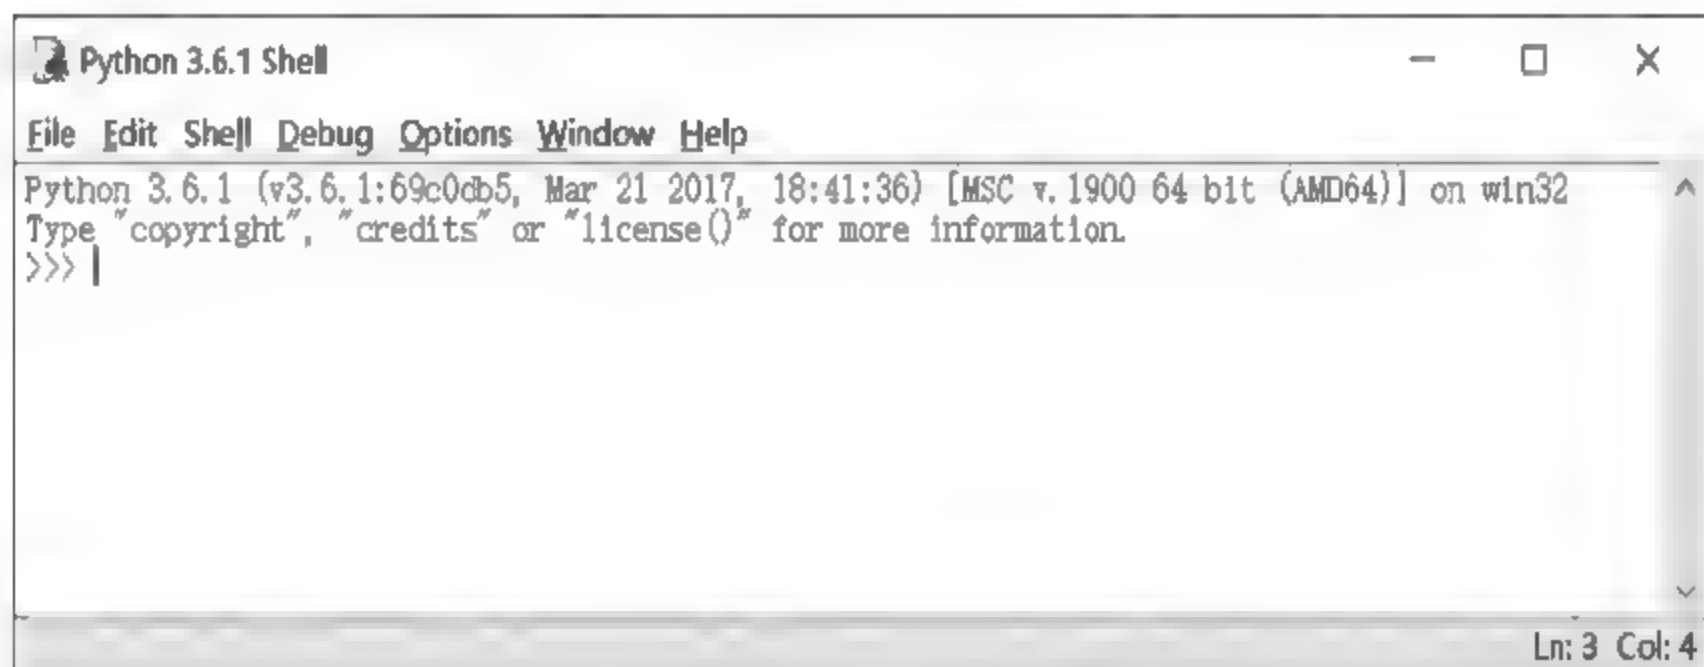 Python 3.6.1 Shell
File Edit Shell Debug Options Window Help
Python 3.6.1 (v3.6.1:69c0db5, Mar 21 2017, 18:41:36) [MSC v.1900 64 bit (AMD64)] on win32
Type "copyright", "credits" or "license()" for more information.
>>>
Ln: 3 Col: 4